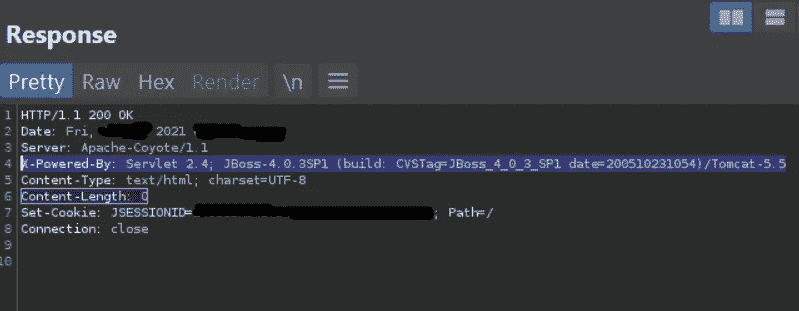 Response
Pretty Raw Hex Render \n
1 HTTP/1.1 200 OK
2 Date: Fri, 2021
3 Server: Apache-Coyote/1.1
4 X-Powered-By: Servlet 2.4; JBoss-4.0.3SP1 (build: CVSTag=JBoss_4_0_3_SP1 date=200510231054)/Tomcat-5.5
5 Content-Type: text/html; charset=UTF-8
6 Content-Length: 0
7 Set-Cookie: JSESSIONID= ; Path=/
8 Connection: close
9
10